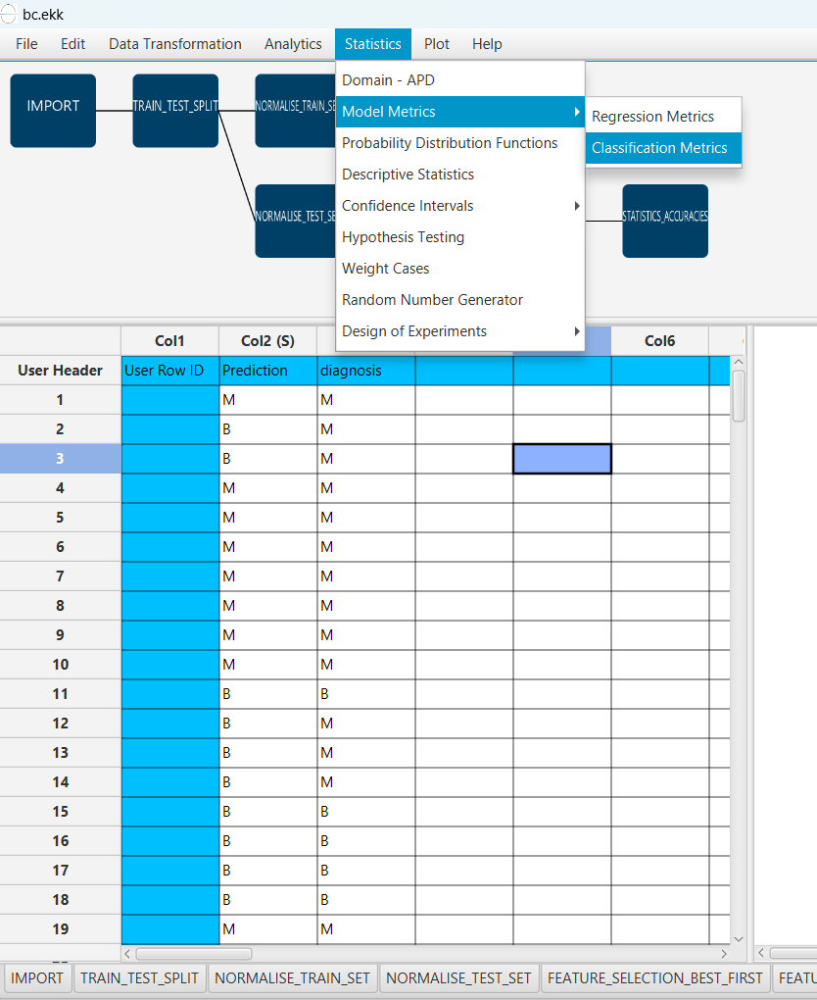 bc.ekk
File Edit Data Transformation Analytics Statistics Plot Help
IMPORT
TRAIN_TEST_SPLIT
NORMALISE_TRAIN_SE
NORMALISE_TEST_SE
STATISTICS_ACCURACIES
Domain - APD
Model Metrics
Probability Distribution Functions
Descriptive Statistics
Confidence Intervals
Hypothesis Testing
Weight Cases
Random Number Generator
Design of Experiments
Regression Metrics
Classification Metrics
Col1 Col2 (S) Col6
User Header User Row ID Prediction diagnosis
1 M M
2 B M
3 B M
4 M M
5 M M
6 M M
7 M M
8 M M
9 M M
10 M M
11 B B
12 B M
13 B M
14 B M
15 B B
16 B B
17 B B
18 B B
19 M M
IMPORT TRAIN_TEST_SPLIT NORMALISE_TRAIN_SET NORMALISE_TEST_SET FEATURE_SELECTION_BEST_FIRST FEATU